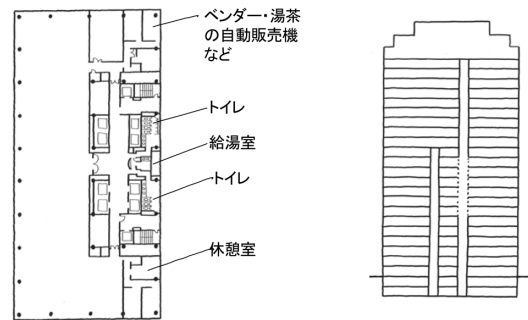 ベンダー・湯茶
の自動販売機
など
トイレ
給湯室
トイレ
休憩室